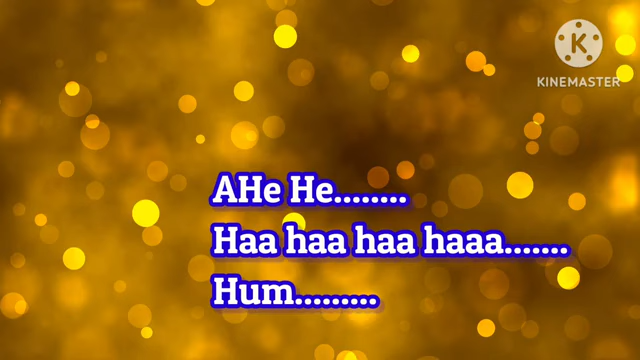 K
KINEMASTER
AHe He........
Haa haa haa haaa.......
Hum.........